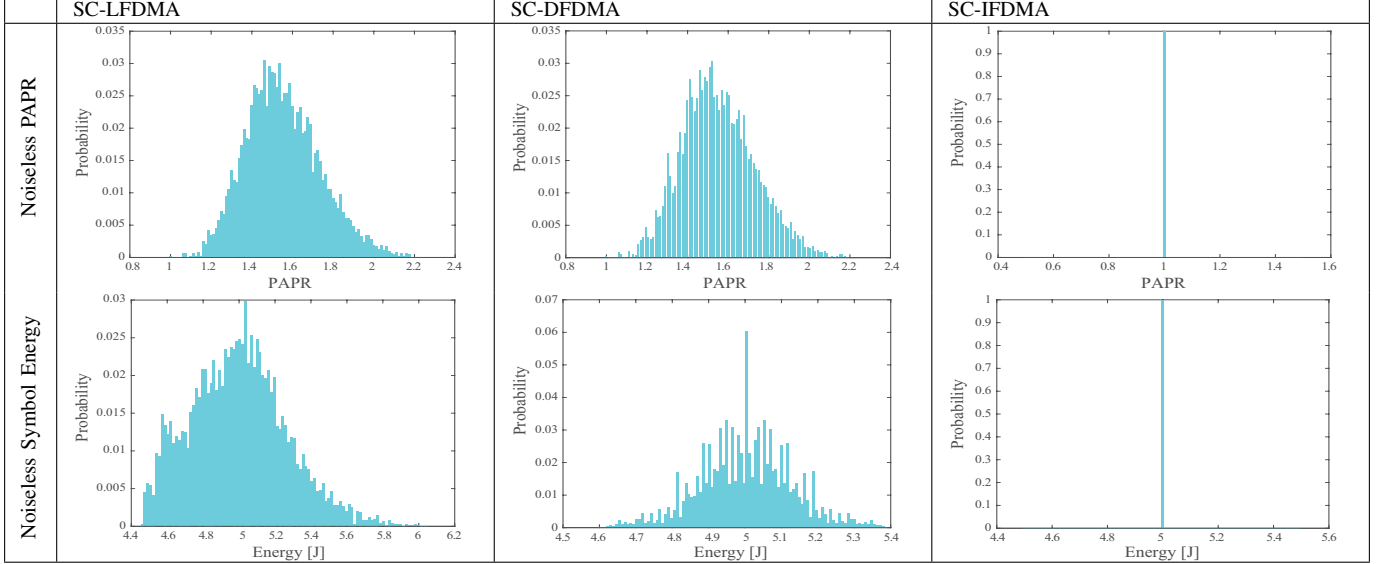 SC-LFDMA
SC-DFDMA
SC-IFDMA
Noiseless PAPR
Probability
0.035
0.03
0.025
0.02
0.015
0.01
0.005
0
0.8 1 1.2 1.4 1.6 1.8 2 2.2 2.4
PAPR
Probability
0.035
0.03
0.025
0.02
0.015
0.01
0.005
0
0.8 1 1.2 1.4 1.6 1.8 2 2.2 2.4
PAPR
Probability
1
0.9
0.8
0.7
0.6
0.5
0.4
0.3
0.2
0.1
0
0.4 0.6 0.8 1 1.2 1.4 1.6
PAPR
Noiseless Symbol Energy
Probability
0.03
0.025
0.02
0.015
0.01
0.005
0
4.4 4.6 4.8 5 5.2 5.4 5.6 5.8 6 6.2
Energy [J]
Probability
0.07
0.06
0.05
0.04
0.03
0.02
0.01
0
4.5 4.6 4.7 4.8 4.9 5 5.1 5.2 5.3 5.4
Energy [J]
Probability
1
0.9
0.8
0.7
0.6
0.5
0.4
0.3
0.2
0.1
0
4.4 4.6 4.8 5 5.2 5.4 5.6
Energy [J]